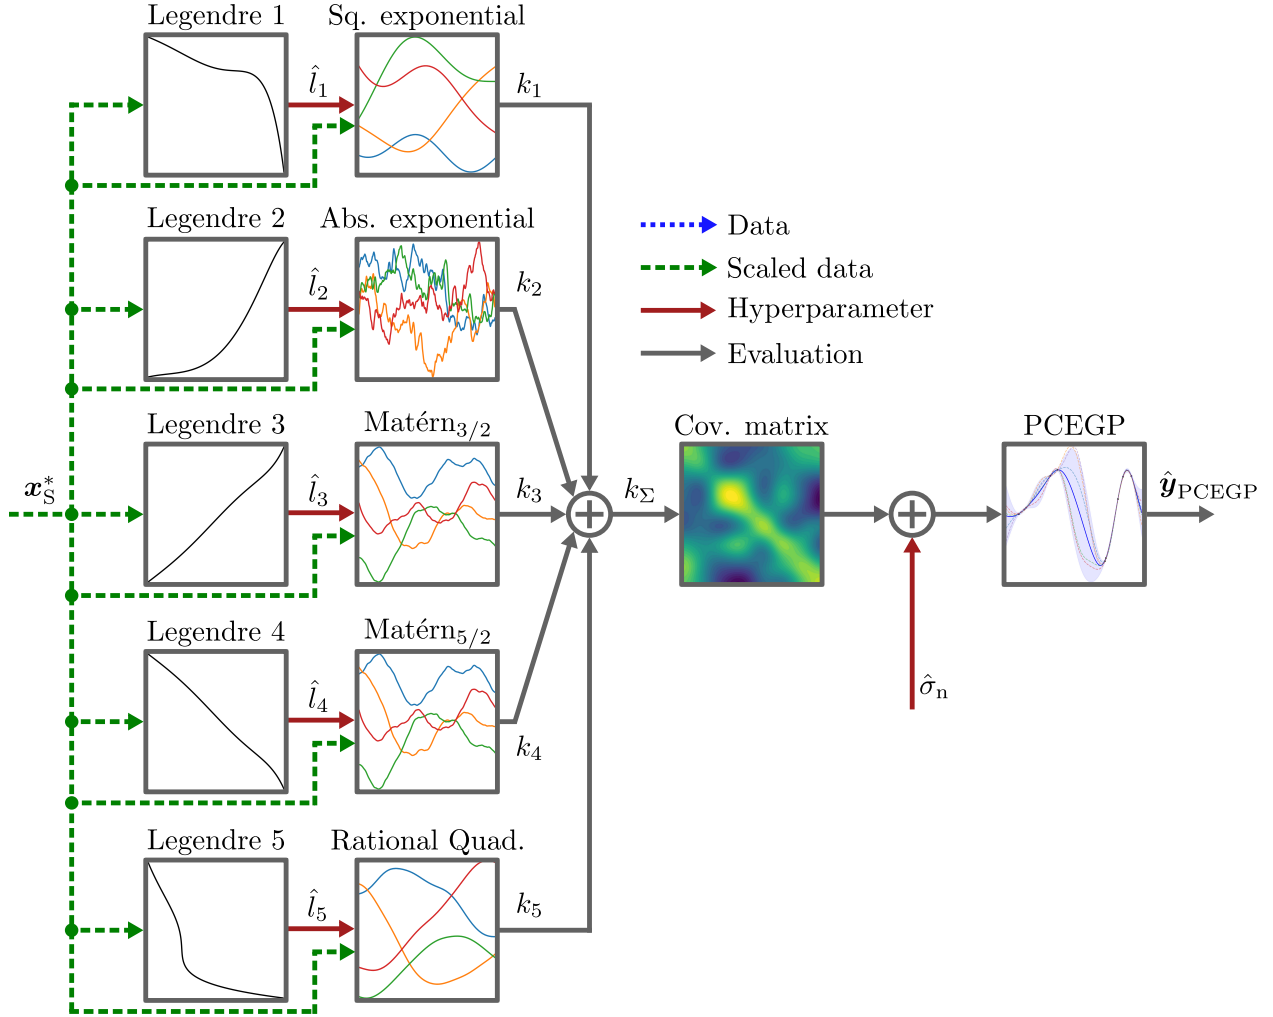 Legendre 1
Sq. exponential
l̂₁
k₁
Legendre 2
Abs. exponential
l̂₂
k₂
Data
Scaled data
Hyperparameter
Evaluation
Legendre 3
Matérn₃/₂
l̂₃
k₃
x*S
kΣ
Cov. matrix
PCEGP
ŷPCEGP
σ̂n
Legendre 4
Matérn₅/₂
l̂₄
k₄
Legendre 5
Rational Quad.
l̂₅
k₅